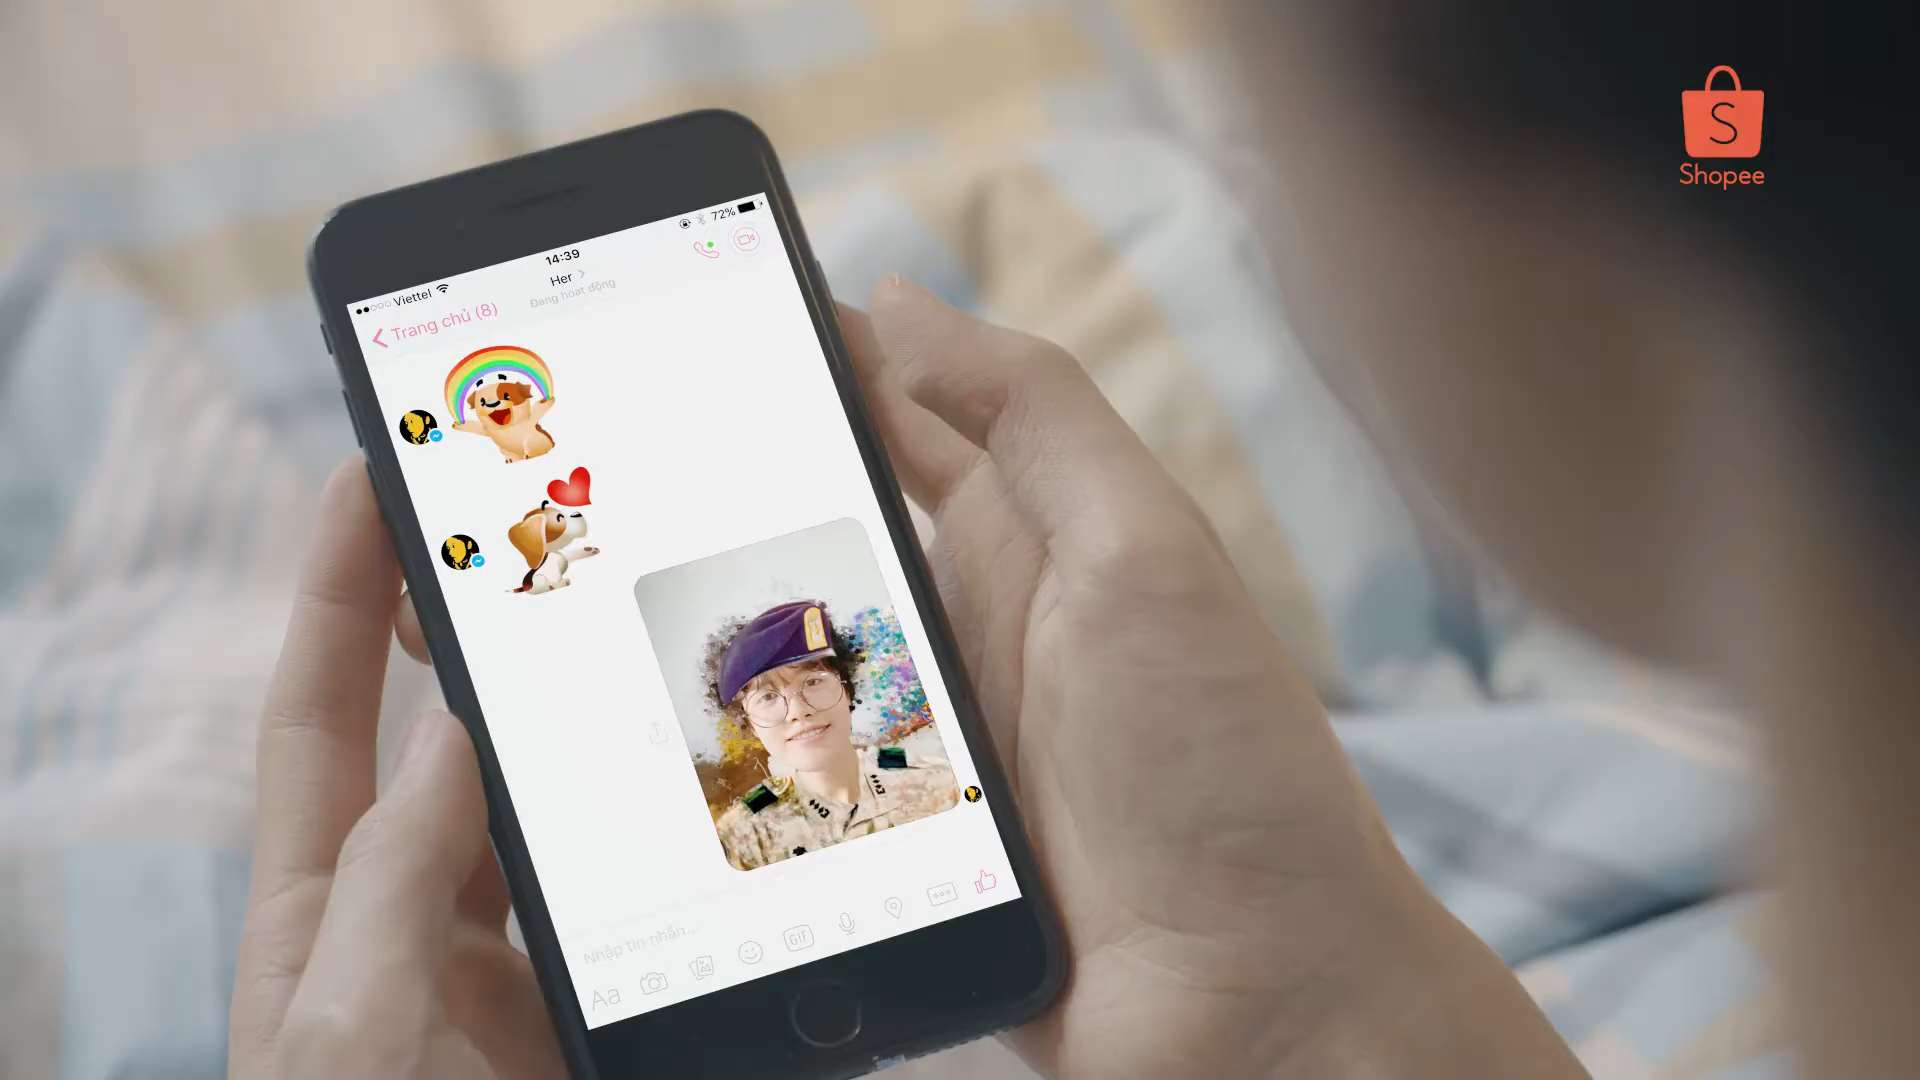 S
Shopee
Viettel
14:39
72%
Trang chủ (8)
Her
Đang hoạt động
Nhập tin nhắn...
Aa
GIF